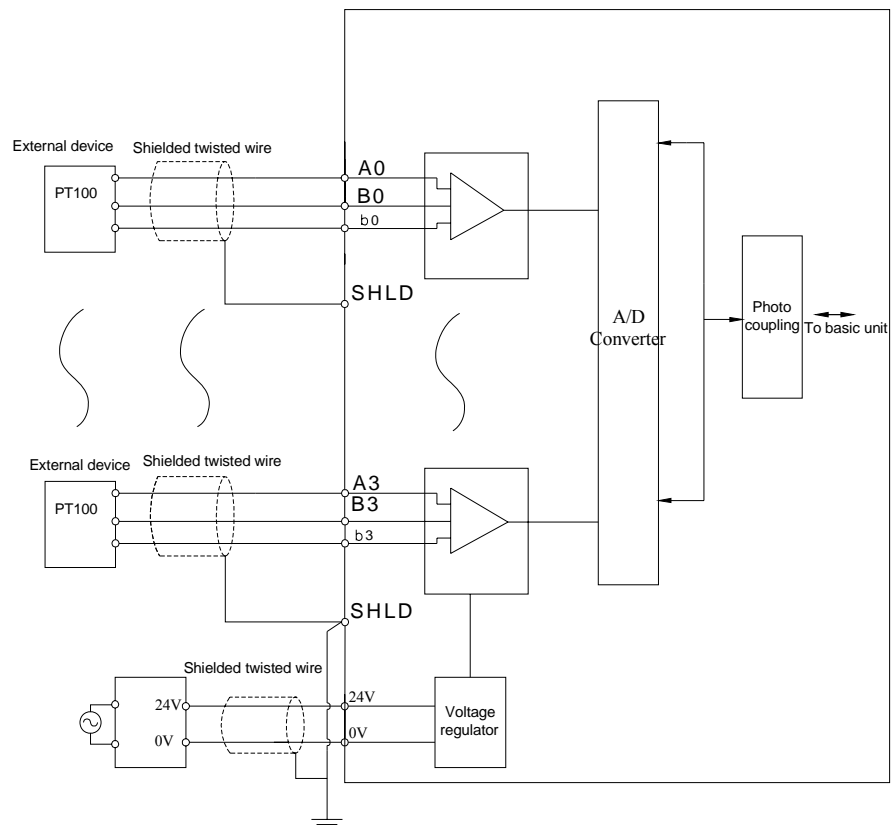 External device
Shielded twisted wire
PT100
A0
B0
b0
SHLD
A/D
Converter
Photo
coupling
To basic unit
External device
Shielded twisted wire
PT100
A3
B3
b3
SHLD
Shielded twisted wire
24V
0V
24V
0V
Voltage
regulator